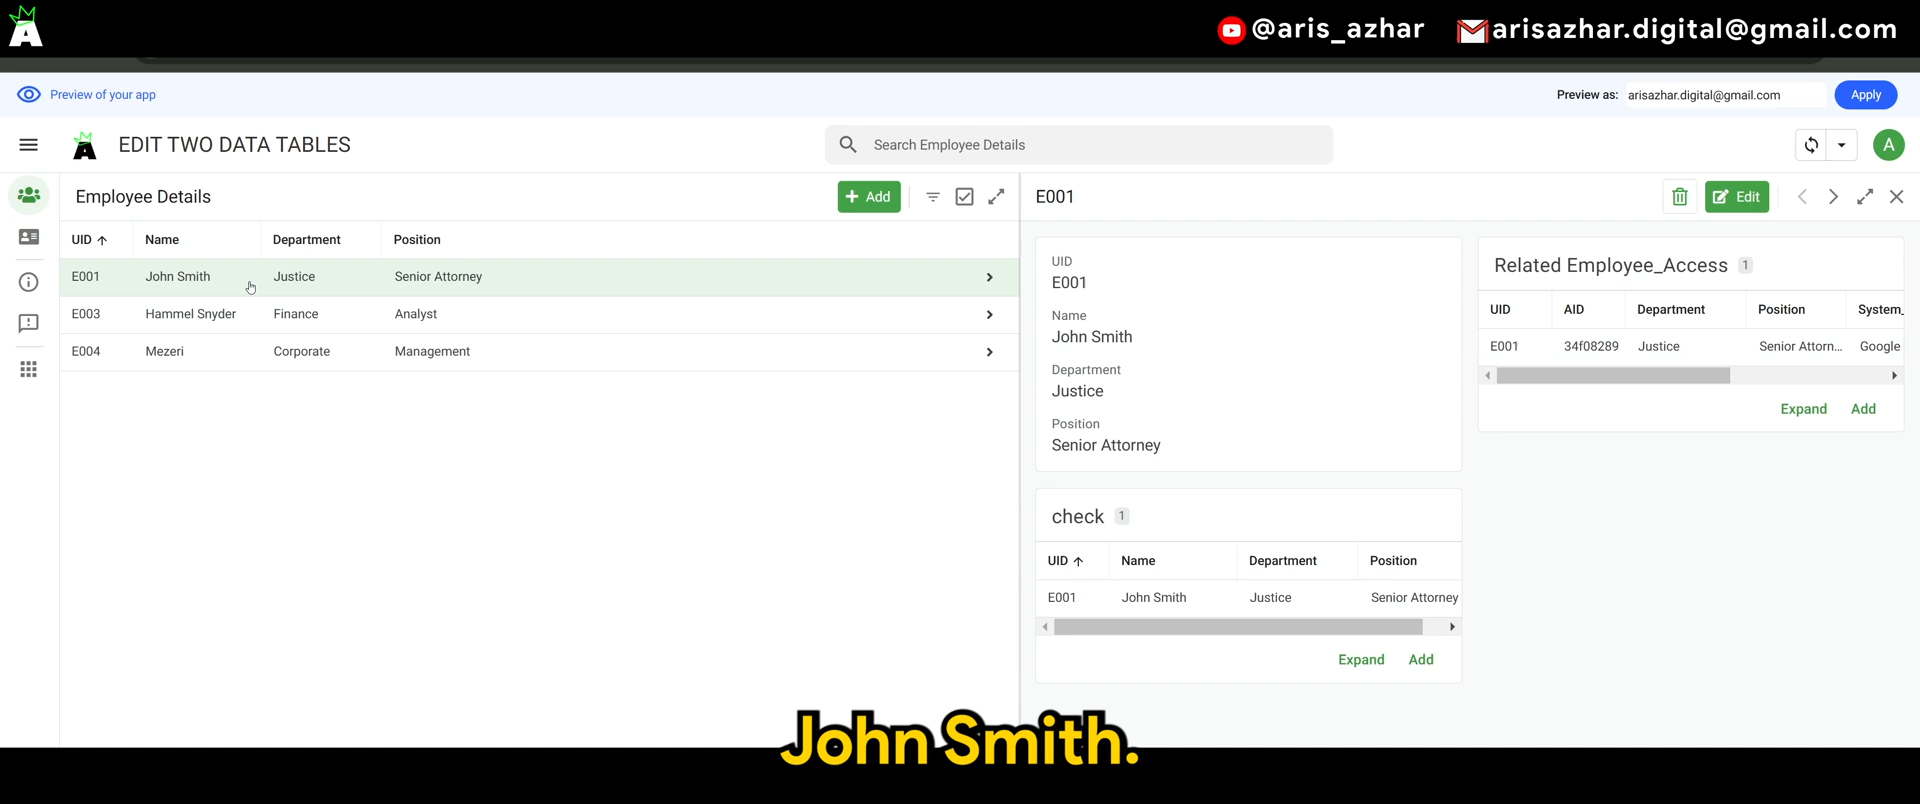 @aris_azhar
arisazhar.digital@gmail.com
Preview of your app
Preview as: arisazhar.digital@gmail.com
Apply
EDIT TWO DATA TABLES
Search Employee Details
A
Employee Details
Add
UID Name Department Position
E001 John Smith Justice Senior Attorney
E003 Hammel Snyder Finance Analyst
E004 Mezeri Corporate Management
E001
Edit
UID
E001
Name
John Smith
Department
Justice
Position
Senior Attorney
check 1
UID Name Department Position
E001 John Smith Justice Senior Attorney
Expand Add
Related Employee_Access 1
UID AID Department Position System_
E001 34f08289 Justice Senior Attorn... Google
Expand Add
John Smith.